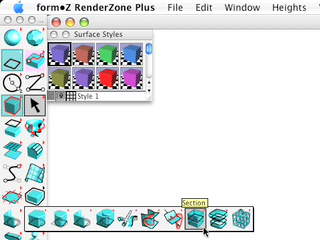 form•Z RenderZone Plus File Edit Window Heights
Surface Styles
Style 1
Section